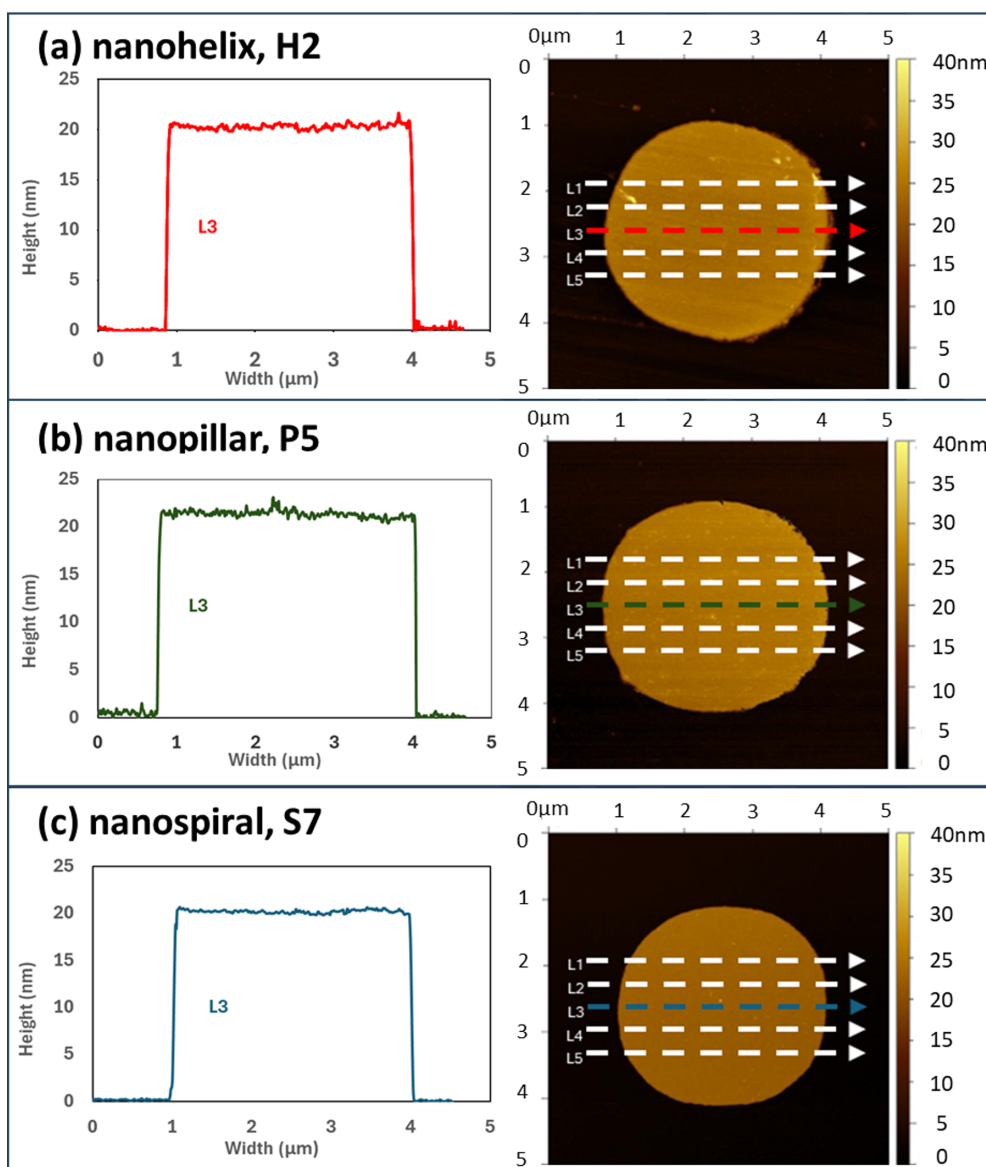 (a) nanohelix, H2
Height (nm)
25
20
15
10
5
0
L3
0 1 2 3 4 5
Width (µm)
0µm 1 2 3 4 5
0
1
2
3
4
5
L1
L2
L3
L4
L5
40nm
35
30
25
20
15
10
5
0
(b) nanopillar, P5
Height (nm)
25
20
15
10
5
0
L3
0 1 2 3 4 5
Width (µm)
0µm 1 2 3 4 5
0
1
2
3
4
5
L1
L2
L3
L4
L5
40nm
35
30
25
20
15
10
5
0
(c) nanospiral, S7
Height (nm)
25
20
15
10
5
0
L3
0 1 2 3 4 5
Width (µm)
0µm 1 2 3 4 5
0
1
2
3
4
5
L1
L2
L3
L4
L5
40nm
35
30
25
20
15
10
5
0